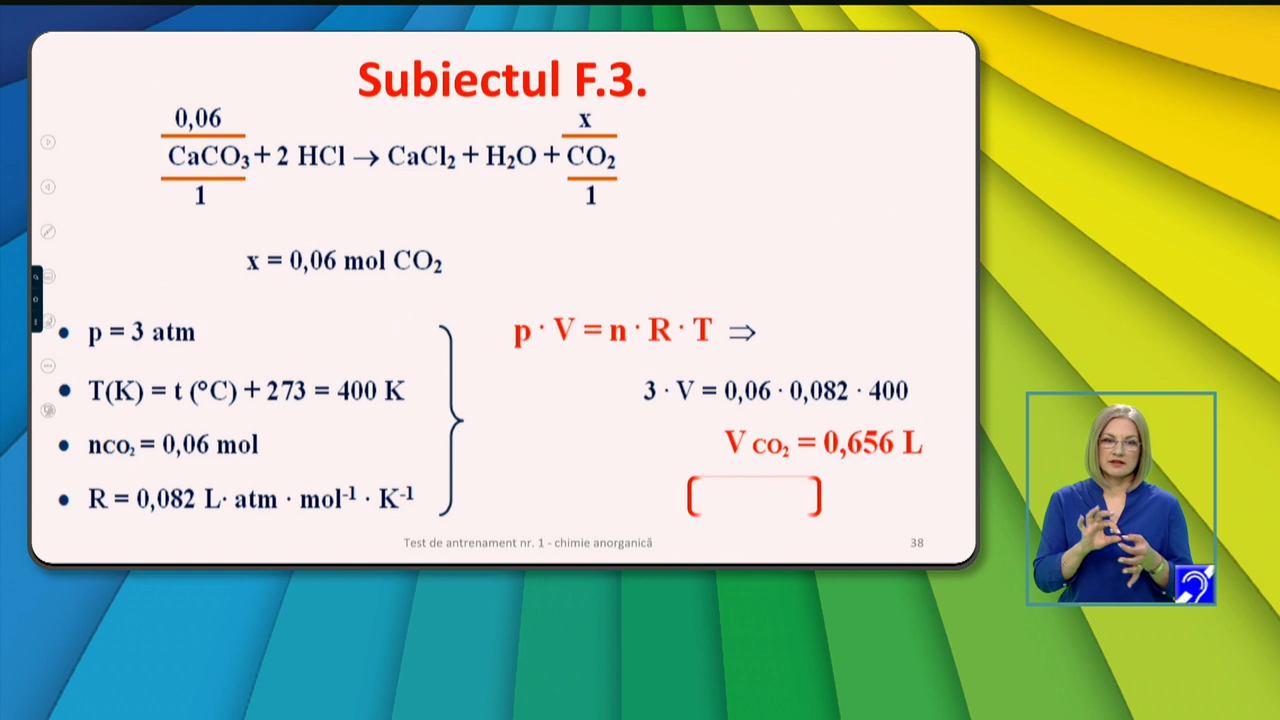 Subiectul F.3.
0,06 x
CaCO₃ + 2 HCl → CaCl₂ + H₂O + CO₂
1 1
x = 0,06 mol CO₂
• p = 3 atm
• T(K) = t (°C) + 273 = 400 K
• nco₂ = 0,06 mol
• R = 0,082 L· atm · mol⁻¹ · K⁻¹
p · V = n · R · T ⇒
3 · V = 0,06 · 0,082 · 400
V CO₂ = 0,656 L
Test de antrenament nr. 1 - chimie anorganică
38